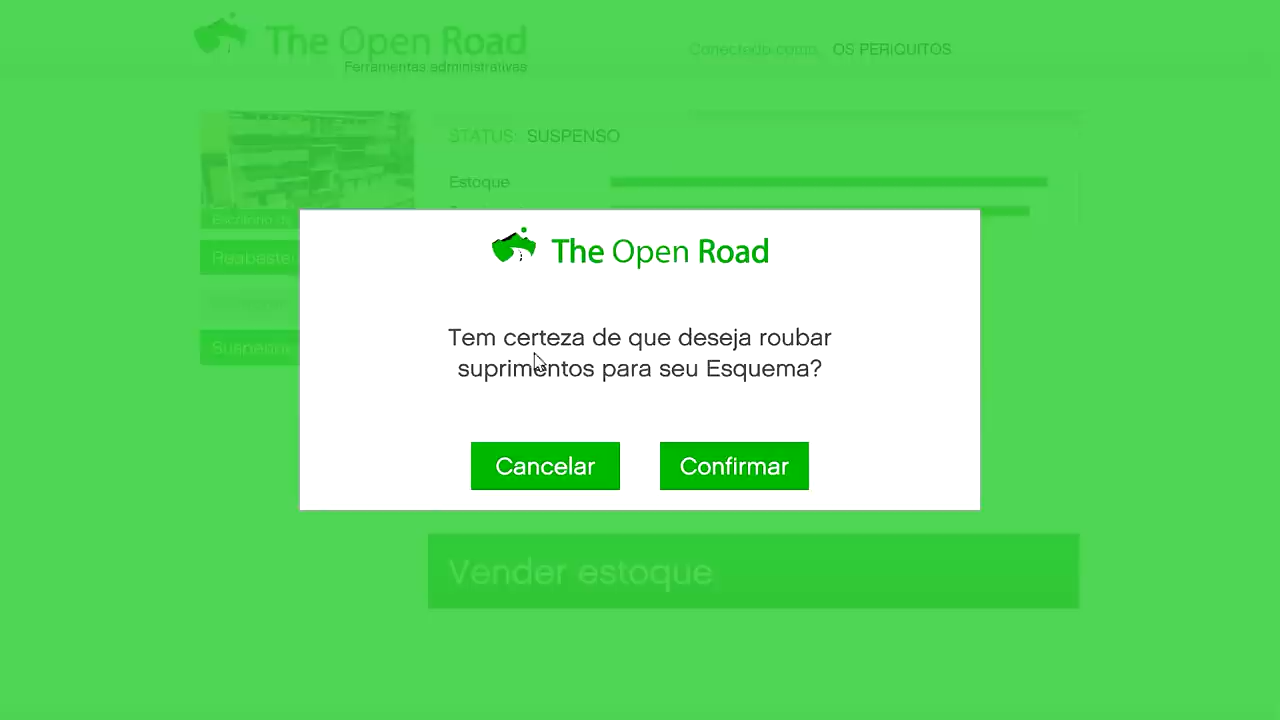 The Open Road
Ferramentas administrativas
Conectado como OS PERIQUITOS
STATUS: SUSPENSO
Estoque
The Open Road
Tem certeza de que deseja roubar
suprimentos para seu Esquema?
Cancelar
Confirmar
Vender estoque